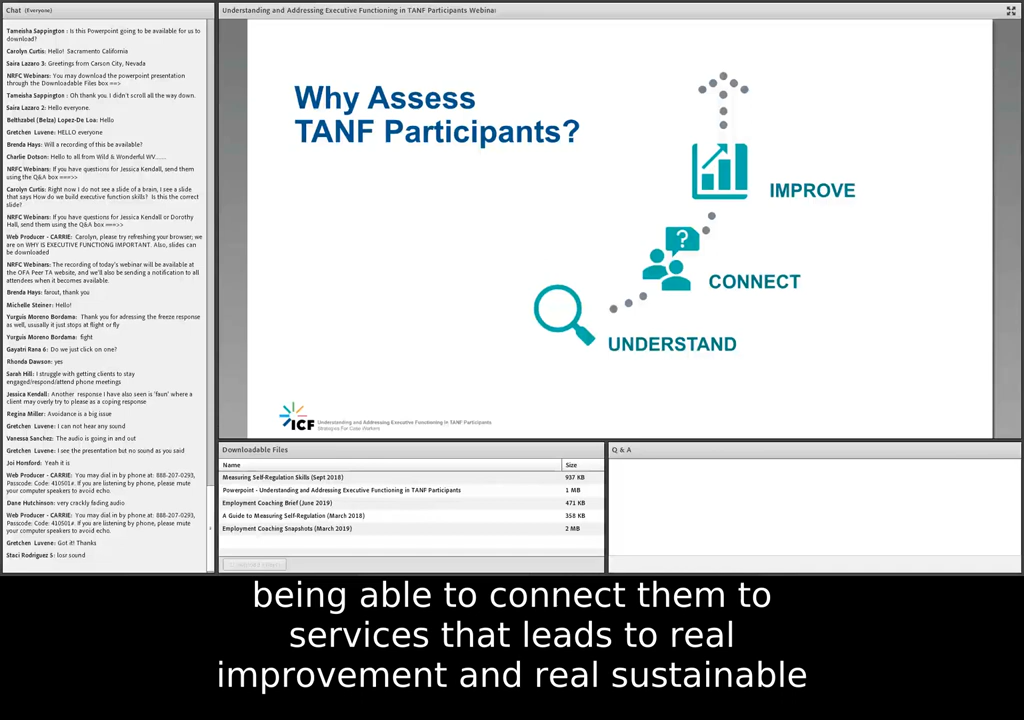 Chat (Everyone)
Tameisha Sappington : Is this Powerpoint going to be available for us to
download?
Carolyn Curtis: Hello! Sacramento California
Saira Lazaro 3: Greetings from Carson City, Nevada
NRFC Webinars: You may download the powerpoint presentation
through the Downloadable Files box ==>
Tameisha Sappington : Oh thank you I didn't scroll all the way down.
Saira Lazaro 2: Hello everyone.
Belthzabel (Belza) Lopez-De Loa: Hello
Gretchen Luvene: HELLO everyone
Brenda Hays: Will a recording of this be available?
Charlie Dotson: Hello to all from Wild & Wonderful WV......
NRFC Webinars: If you have questions for Jessica Kendall, send them
using the Q&A box ===>>
Carolyn Curtis: Right now I do not see a slide of a brain, I see a slide
that says How do we build executive function skills? Is this the correct
slide?
NRFC Webinars: If you have questions for Jessica Kendall or Dorothy
Hall, send them using the Q&A box ===>>
Web Producer - CARRIE: Carolyn, please try refreshing your browser; we
are on WHY IS EXECUTIVE FUNCTIONG IMPORTANT. Also, slides can
be downloaded
NRFC Webinars: The recording of today's webinar will be available at
the OFA Peer TA website, and we'll also be sending a notification to all
attendees when it becomes available.
Brenda Hays: farout, thank you
Michelle Steiner: Hello!
Yurguis Moreno Bordama: Thank you for adressing the freeze response
as well, ususally it just stops at flight or fly
Yurguis Moreno Bordama: fight
Gayatri Rana 6: Do we just click on one?
Rhonda Dawson: yes
Sarah Hill: I struggle with getting clients to stay
engaged/respond/attend phone meetings
Jessica Kendall: Another response I have also seen is 'faun' where a
client may overly try to please as a coping response
Regina Miller: Avoidance is a big issue
Gretchen Luvene: I can not hear any sound
Vanessa Sanchez: The audio is going in and out
Gretchen Luvene: I see the presentation but no sound as you said
Joi Horsford: Yeah it is
Web Producer - CARRIE: You may dial in by phone at: 888-207-0293,
Passcode: Code: 410501#. If you are listening by phone, please mute
your computer speakers to avoid echo.
Dane Hutchinson: very crackly fading audio
Web Producer - CARRIE: You may dial in by phone at: 888-207-0293,
Passcode: Code: 410501#. If you are listening by phone, please mute
your computer speakers to avoid echo.
Gretchen Luvene: Got it! Thanks
Staci Rodriguez 5: losr sound
Understanding and Addressing Executive Functioning in TANF Participants Webinar
Why Assess
TANF Participants?
IMPROVE
?
CONNECT
UNDERSTAND
ICF
Understanding and Addressing Executive Functioning in TANF Participants
Strategies For Case Workers
Downloadable Files
Name Size
Measuring Self-Regulation Skills (Sept 2018) 937 KB
Powerpoint - Understanding and Addressing Executive Functioning in TANF Participants 1 MB
Employment Coaching Brief (June 2019) 471 KB
A Guide to Measuring Self-Regulation (March 2018) 358 KB
Employment Coaching Snapshots (March 2019) 2 MB
Q & A
being able to connect them to
services that leads to real
improvement and real sustainable